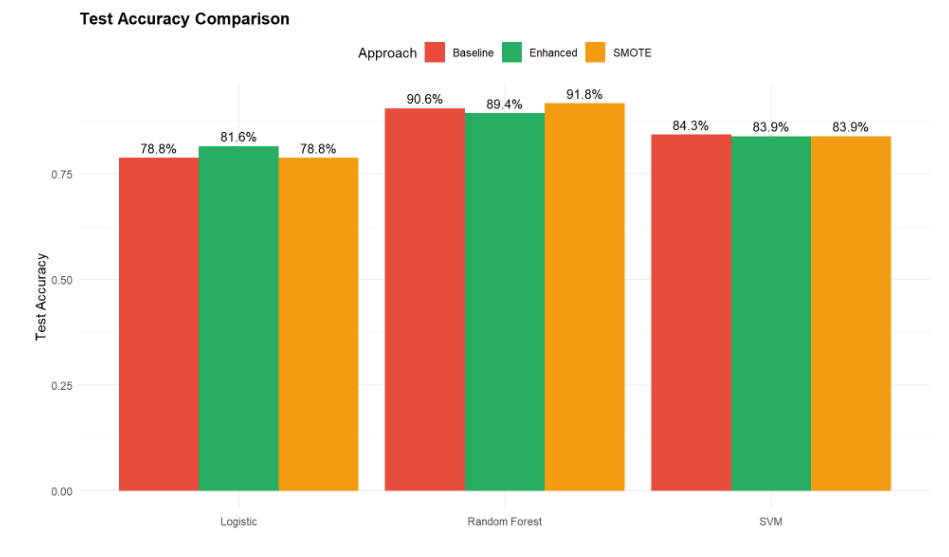 Test Accuracy Comparison
Approach Baseline Enhanced SMOTE
78.8% 81.6% 78.8% 90.6% 89.4% 91.8% 84.3% 83.9% 83.9%
Test Accuracy
0.75
0.50
0.25
0.00
Logistic Random Forest SVM